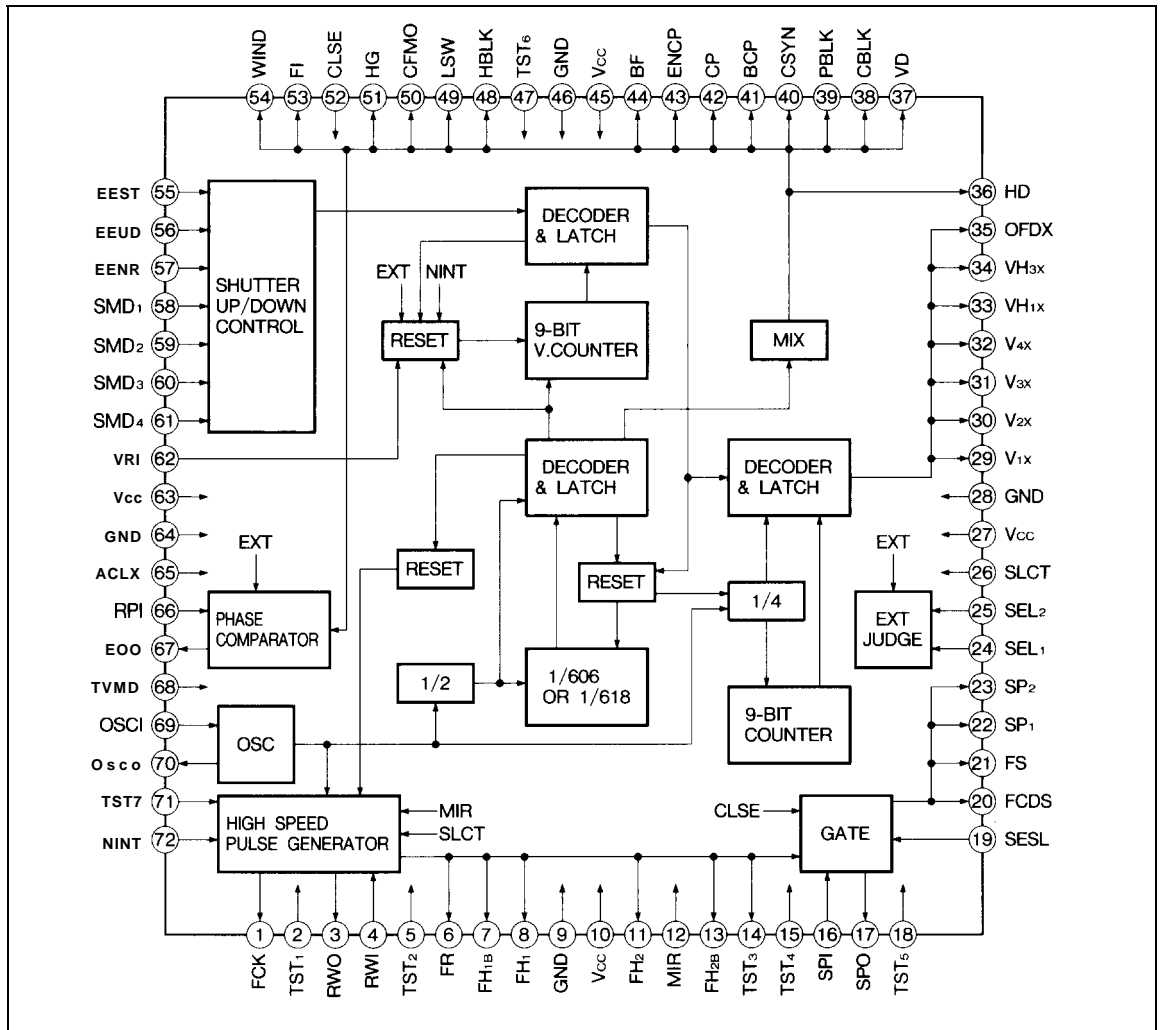 WIND FI CLSE HG CFMO LSW HBLK TST6 GND Vcc BF ENCP CP BCP CSYN PBLK CBLK VD
54 53 52 51 50 49 48 47 46 45 44 43 42 41 40 39 38 37
EEST 55
EEUD 56
EENR 57
SMD1 58
SMD2 59
SMD3 60
SMD4 61
VRI 62
Vcc 63
GND 64
ACLX 65
RPI 66
EOO 67
TVMD 68
OSCI 69
Osco 70
TST7 71
NINT 72
SHUTTER
UP/DOWN
CONTROL
DECODER
& LATCH
EXT NINT
RESET
9-BIT
V.COUNTER
MIX
DECODER
& LATCH
DECODER
& LATCH
EXT
PHASE
COMPARATOR
RESET
RESET
1/4
1/2
1/606
OR 1/618
9-BIT
COUNTER
EXT
EXT
JUDGE
OSC
HIGH SPEED
PULSE GENERATOR
MIR
SLCT
CLSE
GATE
36 HD
35 OFDX
34 VH3X
33 VH1X
32 V4X
31 V3X
30 V2X
29 V1X
28 GND
27 VCC
26 SLCT
25 SEL2
24 SEL1
23 SP2
22 SP1
21 FS
20 FCDS
19 SESL
1 2 3 4 5 6 7 8 9 10 11 12 13 14 15 16 17 18
FCK TST1 RWO RWI TST2 FR FH1B FH1 GND VCC FH2 MIR FH2B TST3 TST4 SPI SPO TST5